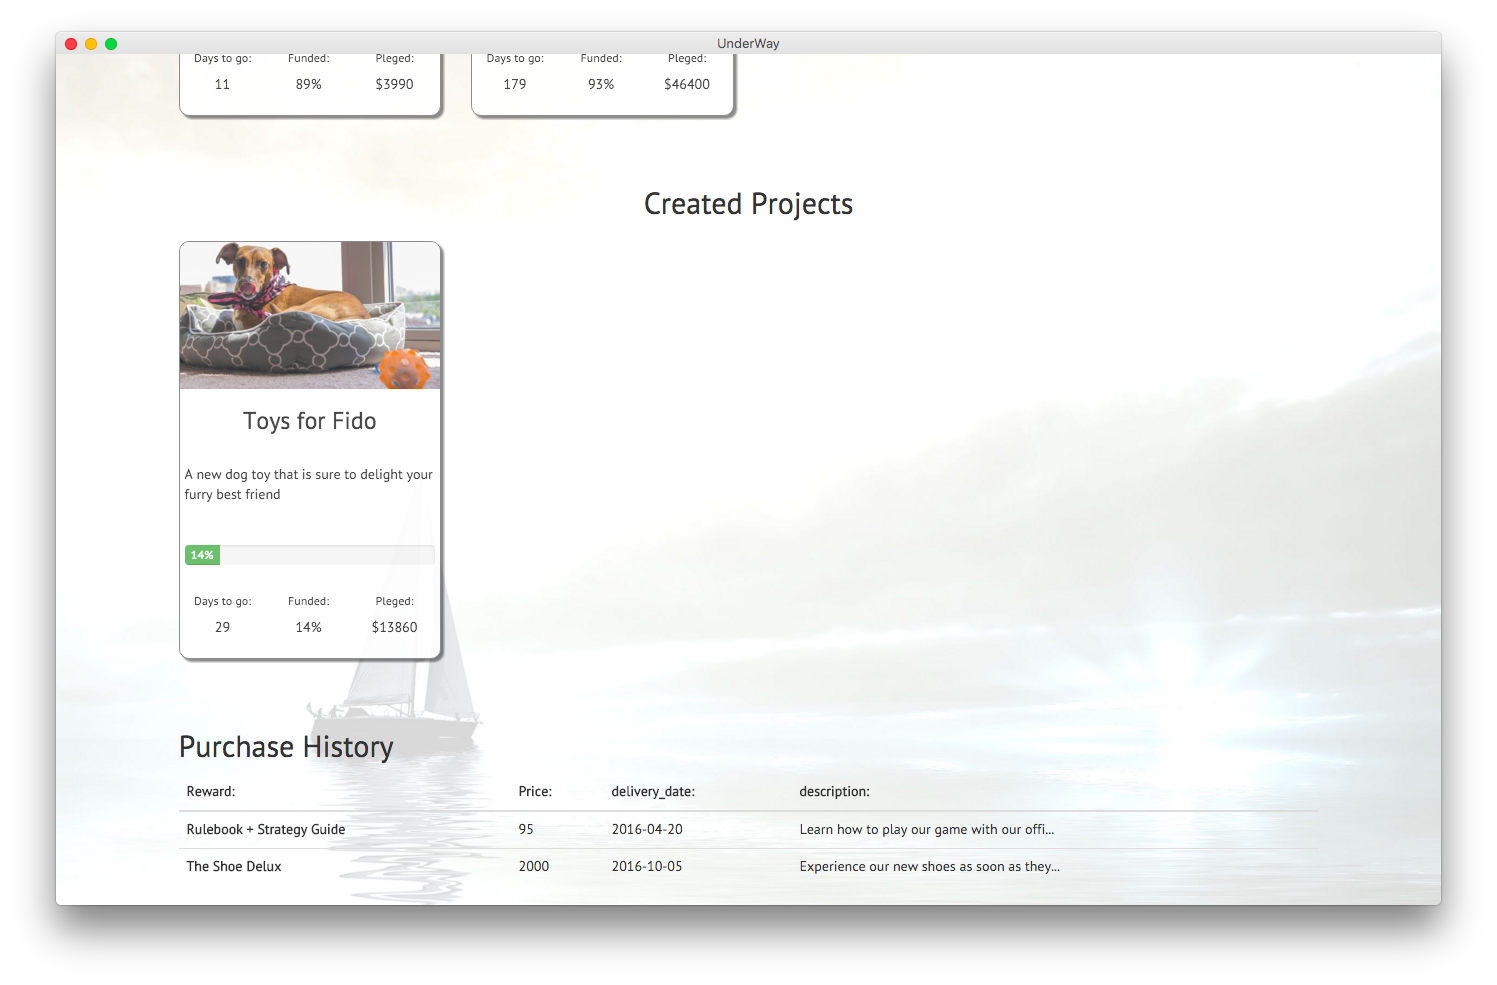 UnderWay
Days to go: Funded: Pleged:
11 89% $3990
Days to go: Funded: Pleged:
179 93% $46400
Created Projects
Toys for Fido
A new dog toy that is sure to delight your
furry best friend
14%
Days to go: Funded: Pleged:
29 14% $13860
Purchase History
Reward: Price: delivery_date: description:
Rulebook + Strategy Guide 95 2016-04-20 Learn how to play our game with our offi...
The Shoe Delux 2000 2016-10-05 Experience our new shoes as soon as they...